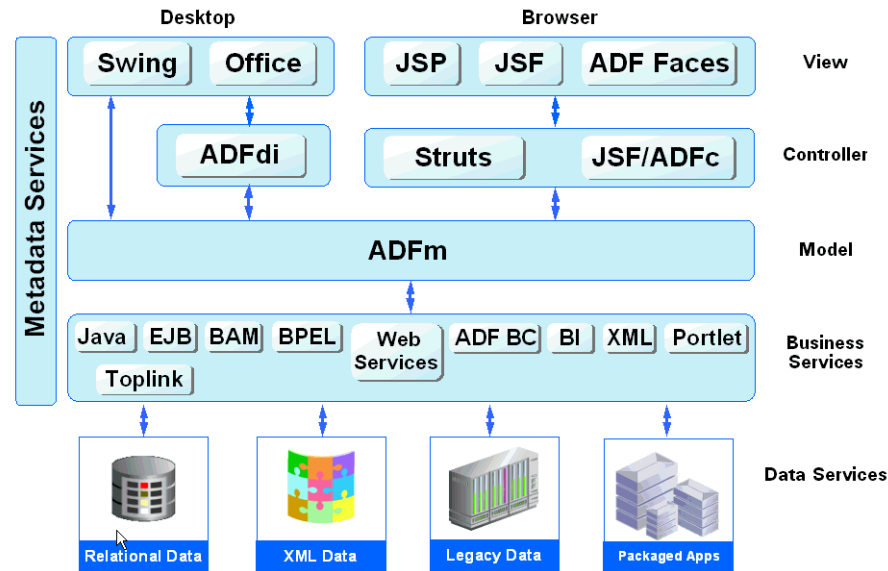 Desktop
Browser
Metadata Services
Swing
Office
JSP
JSF
ADF Faces
View
ADFdi
Struts
JSF/ADFc
Controller
ADFm
Model
Java
EJB
BAM
BPEL
Web
Services
ADF BC
BI
XML
Portlet
Toplink
Business
Services
Data Services
Relational Data
XML Data
Legacy Data
Packaged Apps